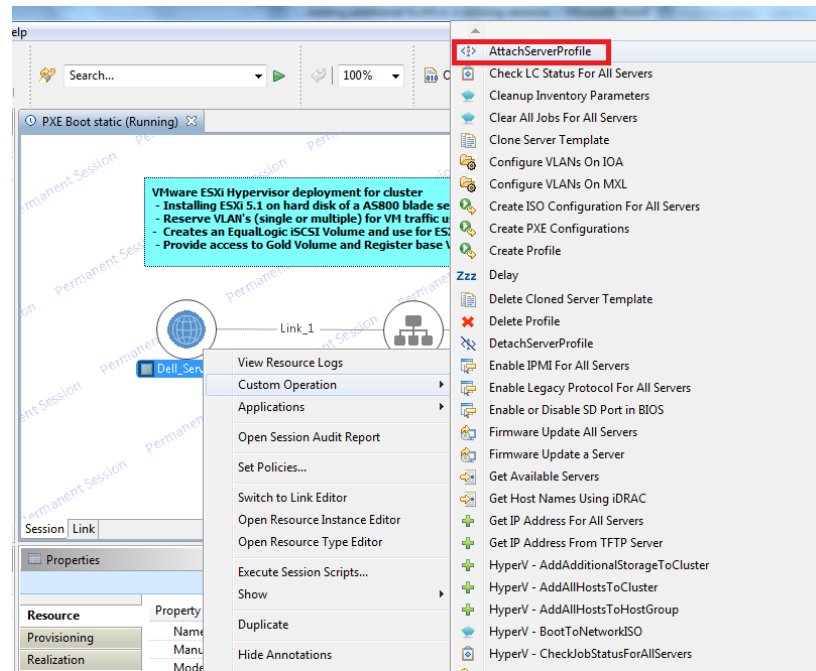 elp
Search...
100%
PXE Boot static (Running)
VMware ESXi Hypervisor deployment for cluster
- Installing ESXi 5.1 on hard disk of a AS800 blade se
- Reserve VLAN's (single or multiple) for VM traffic u
- Creates an EqualLogic iSCSI Volume and use for ES
- Provide access to Gold Volume and Register base V
Permanent Session
Link_1
Dell_Ser
View Resource Logs
Custom Operation
Applications
Open Session Audit Report
Set Policies...
Switch to Link Editor
Open Resource Instance Editor
Open Resource Type Editor
Execute Session Scripts...
Show
Duplicate
Hide Annotations
Session Link
Properties
Resource
Provisioning
Realization
Property
Name
Manu
Mode
AttachServerProfile
Check LC Status For All Servers
Cleanup Inventory Parameters
Clear All Jobs For All Servers
Clone Server Template
Configure VLANs On IOA
Configure VLANs On MXL
Create ISO Configuration For All Servers
Create PXE Configurations
Create Profile
Zzz Delay
Delete Cloned Server Template
Delete Profile
DetachServerProfile
Enable IPMI For All Servers
Enable Legacy Protocol For All Servers
Enable or Disable SD Port in BIOS
Firmware Update All Servers
Firmware Update a Server
Get Available Servers
Get Host Names Using iDRAC
Get IP Address For All Servers
Get IP Address From TFTP Server
HyperV - AddAdditionalStorageToCluster
HyperV - AddAllHostsToCluster
HyperV - AddAllHostsToHostGroup
HyperV - BootToNetworkISO
HyperV - CheckJobStatusForAllServers